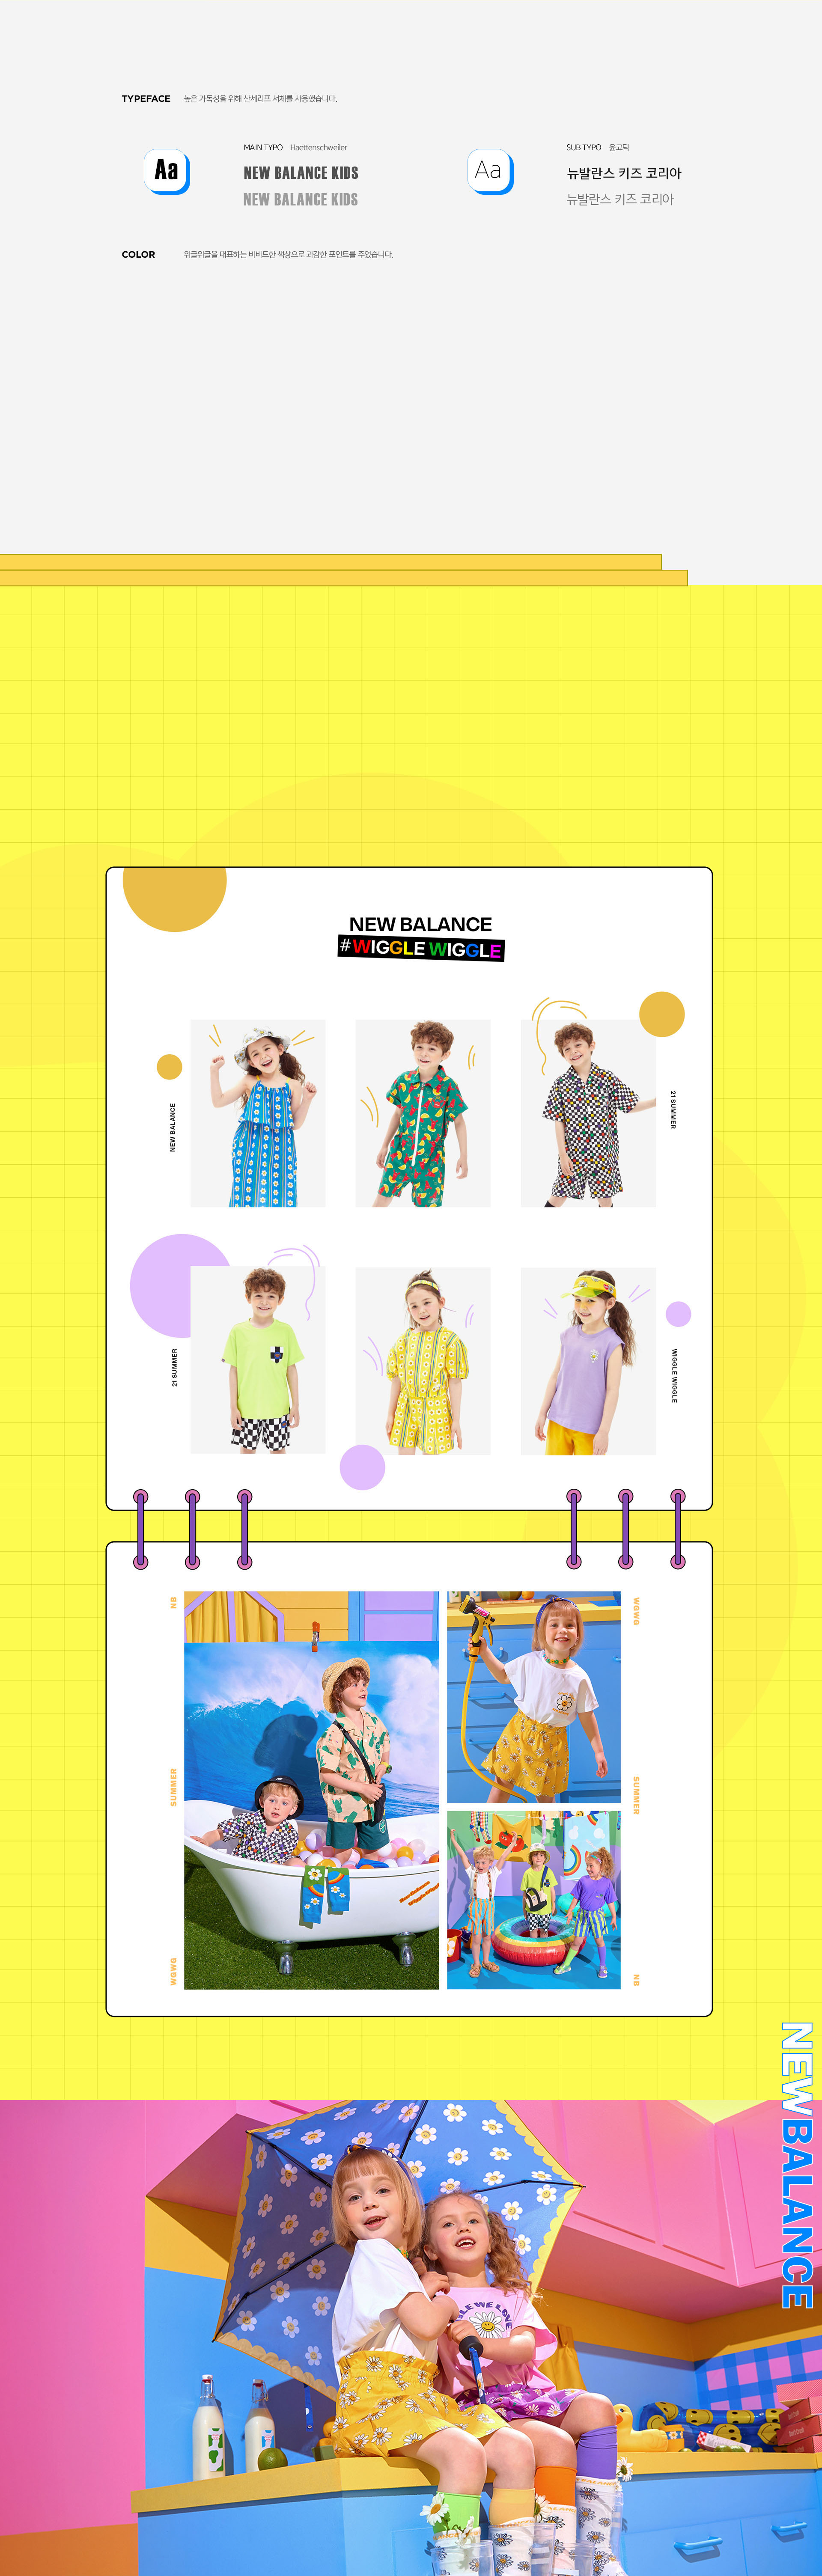 TYPEFACE 높은 가독성을 위해 산세리프 서체를 사용했습니다.
Aa
MAIN TYPO Haettenschweiler
NEW BALANCE KIDS
NEW BALANCE KIDS
Aa
SUB TYPO 윤고딕
뉴발란스 키즈 코리아
뉴발란스 키즈 코리아
COLOR 위글위글을 대표하는 비비드한 색상으로 과감한 포인트를 주었습니다.
NEW BALANCE
#WIGGLE WIGGLE
NEW BALANCE
21 SUMMER
21 SUMMER
WIGGLE WIGGLE
NB
SUMMER
WGWG
WGWG
SUMMER
NB
NEW BALANCE
WE LOVE